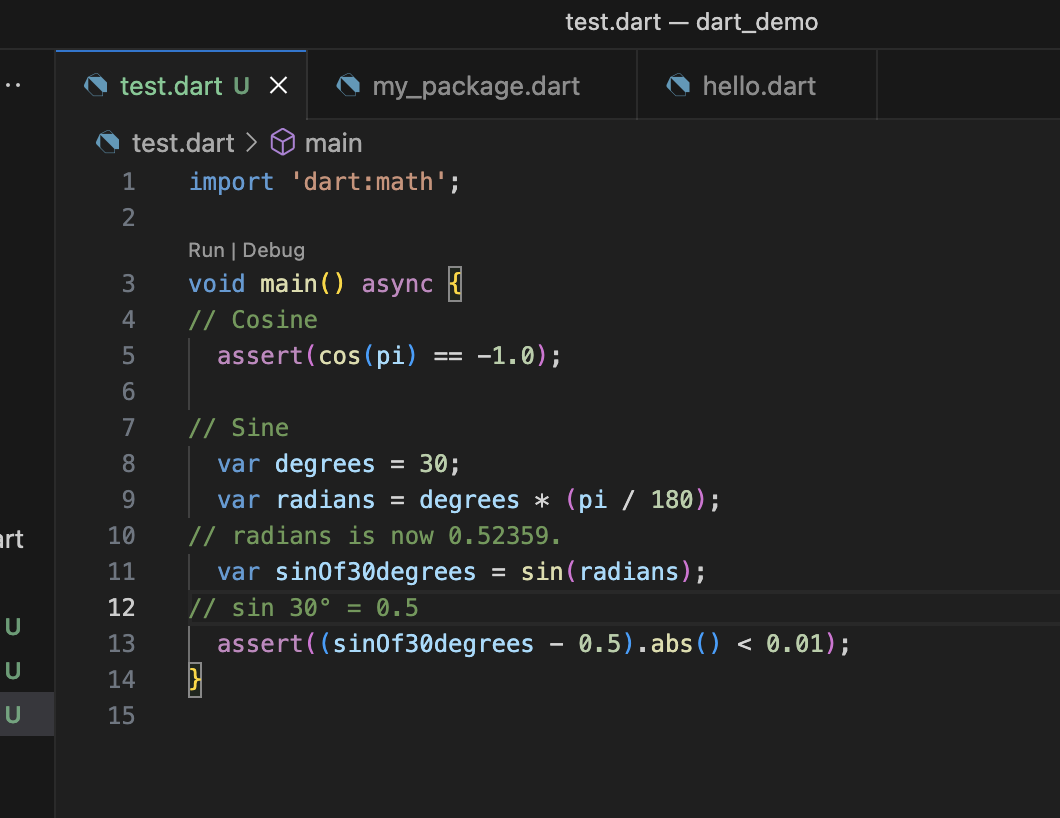 test.dart — dart_demo
test.dart U my_package.dart hello.dart
test.dart > main
1 import 'dart:math';
2
Run | Debug
3 void main() async {
4 // Cosine
5 assert(cos(pi) == -1.0);
6
7 // Sine
8 var degrees = 30;
9 var radians = degrees * (pi / 180);
10 // radians is now 0.52359.
11 var sinOf30degrees = sin(radians);
12 // sin 30° = 0.5
13 assert((sinOf30degrees - 0.5).abs() < 0.01);
14 }
15
art
U
U
U